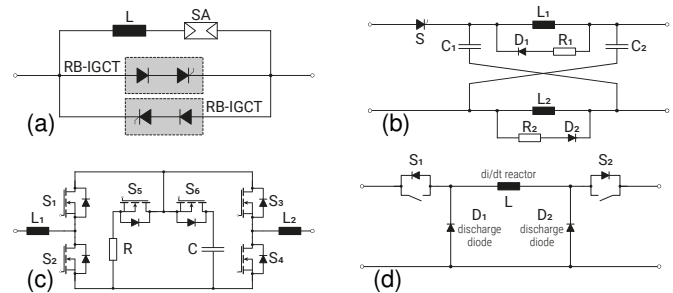 L
SA
RB-IGCT
RB-IGCT
(a)
L₁
S
C₁
D₁
R₁
C₂
L₂
R₂
D₂
(b)
S₁
S₅
S₆
S₃
L₁
L₂
S₂
R
C
S₄
(c)
S₁
S₂
di/dt reactor
L
D₁
discharge
diode
D₂
discharge
diode
(d)